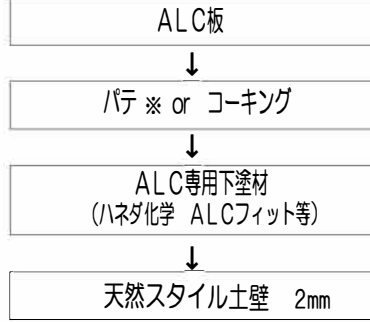 ALC板
↓
パテ ※ or コーキング
↓
ALC専用下塗材
(ハネダ化学 ALCフィット等)
↓
天然スタイル土壁 2mm